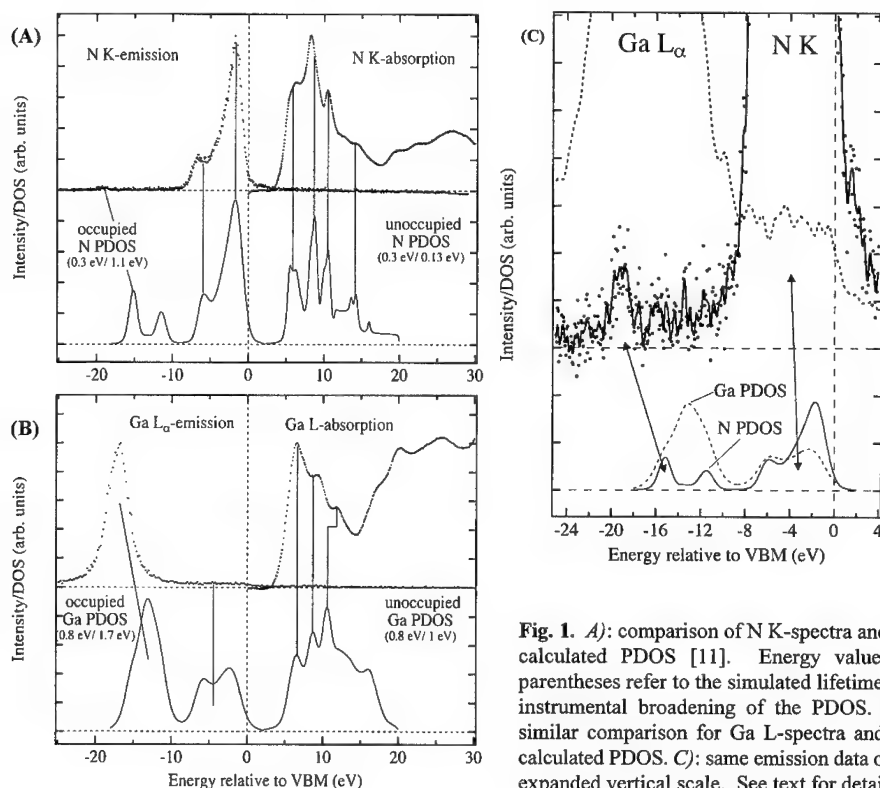 (A)
N K-emission
N K-absorption
Intensity/DOS (arb. units)
occupied
N PDOS
(0.3 eV/ 1.1 eV)
unoccupied
N PDOS
(0.3 eV/ 0.13 eV)
-20
-10
0
10
20
30
(B)
Ga Lα-emission
Ga L-absorption
Intensity/DOS (arb. units)
occupied
Ga PDOS
(0.8 eV/ 1.7 eV)
unoccupied
Ga PDOS
(0.8 eV/ 1 eV)
-20
-10
0
10
20
30
Energy relative to VBM (eV)
(C)
Ga Lα
N K
Intensity/DOS (arb. units)
Ga PDOS
N PDOS
-24
-20
-16
-12
-8
-4
0
4
Energy relative to VBM (eV)
Fig. 1. A): comparison of N K-spectra and
calculated PDOS [11]. Energy value
parentheses refer to the simulated lifetime
instrumental broadening of the PDOS.
similar comparison for Ga L-spectra and
calculated PDOS. C): same emission data o
expanded vertical scale. See text for detail